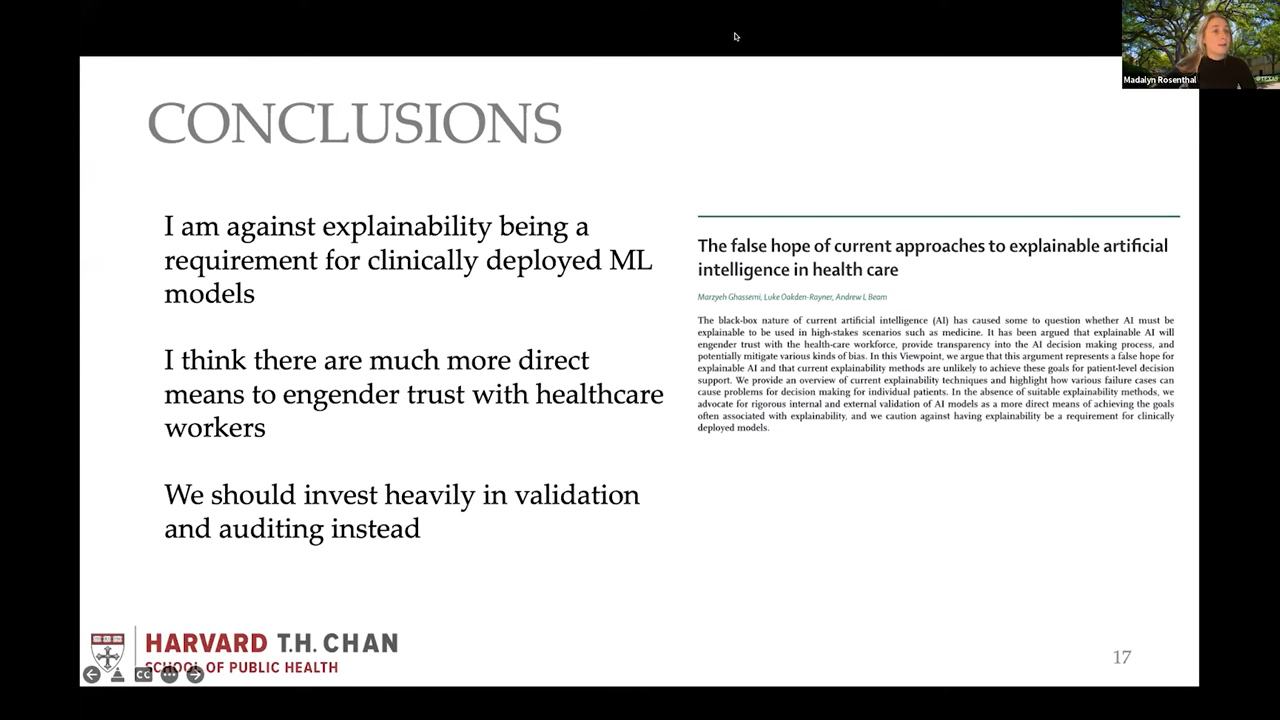 Madalyn Rosenthal
CONCLUSIONS
I am against explainability being a
requirement for clinically deployed ML
models
I think there are much more direct
means to engender trust with healthcare
workers
We should invest heavily in validation
and auditing instead
The false hope of current approaches to explainable artificial
intelligence in health care
Marzyeh Ghassemi, Luke Oakden-Rayner, Andrew L Beam
The black-box nature of current artificial intelligence (AI) has caused some to question whether AI must be
explainable to be used in high-stakes scenarios such as medicine. It has been argued that explainable AI will
engender trust with the health-care workforce, provide transparency into the AI decision making process, and
potentially mitigate various kinds of bias. In this Viewpoint, we argue that this argument represents a false hope for
explainable AI and that current explainability methods are unlikely to achieve these goals for patient-level decision
support. We provide an overview of current explainability techniques and highlight how various failure cases can
cause problems for decision making for individual patients. In the absence of suitable explainability methods, we
advocate for rigorous internal and external validation of AI models as a more direct means of achieving the goals
often associated with explainability, and we caution against having explainability be a requirement for clinically
deployed models.
HARVARD T.H. CHAN
SCHOOL OF PUBLIC HEALTH
CC
17